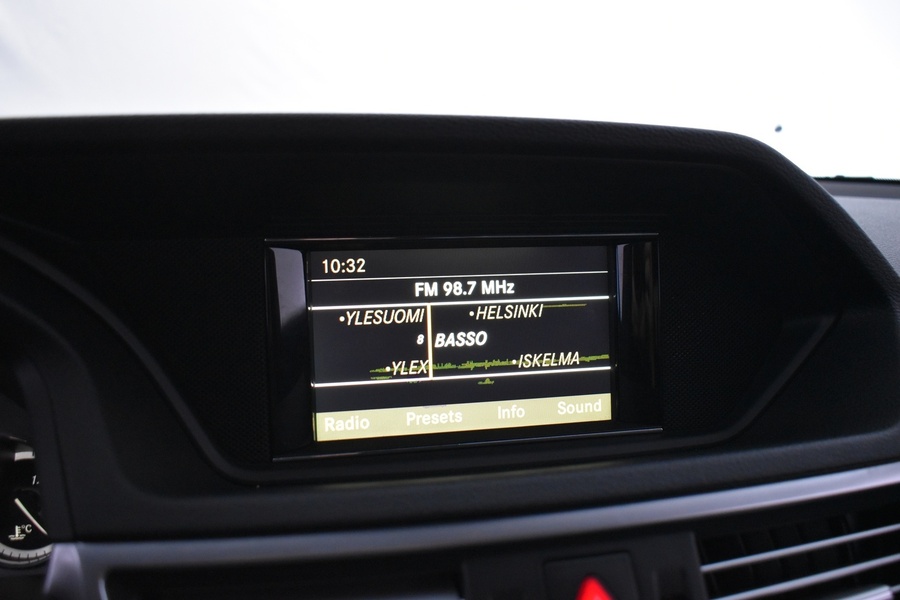 10:32
FM 98.7 MHz
•YLESUOMI •HELSINKI
8 BASSO
•YLEX •ISKELMA
Radio Presets Info Sound
°C